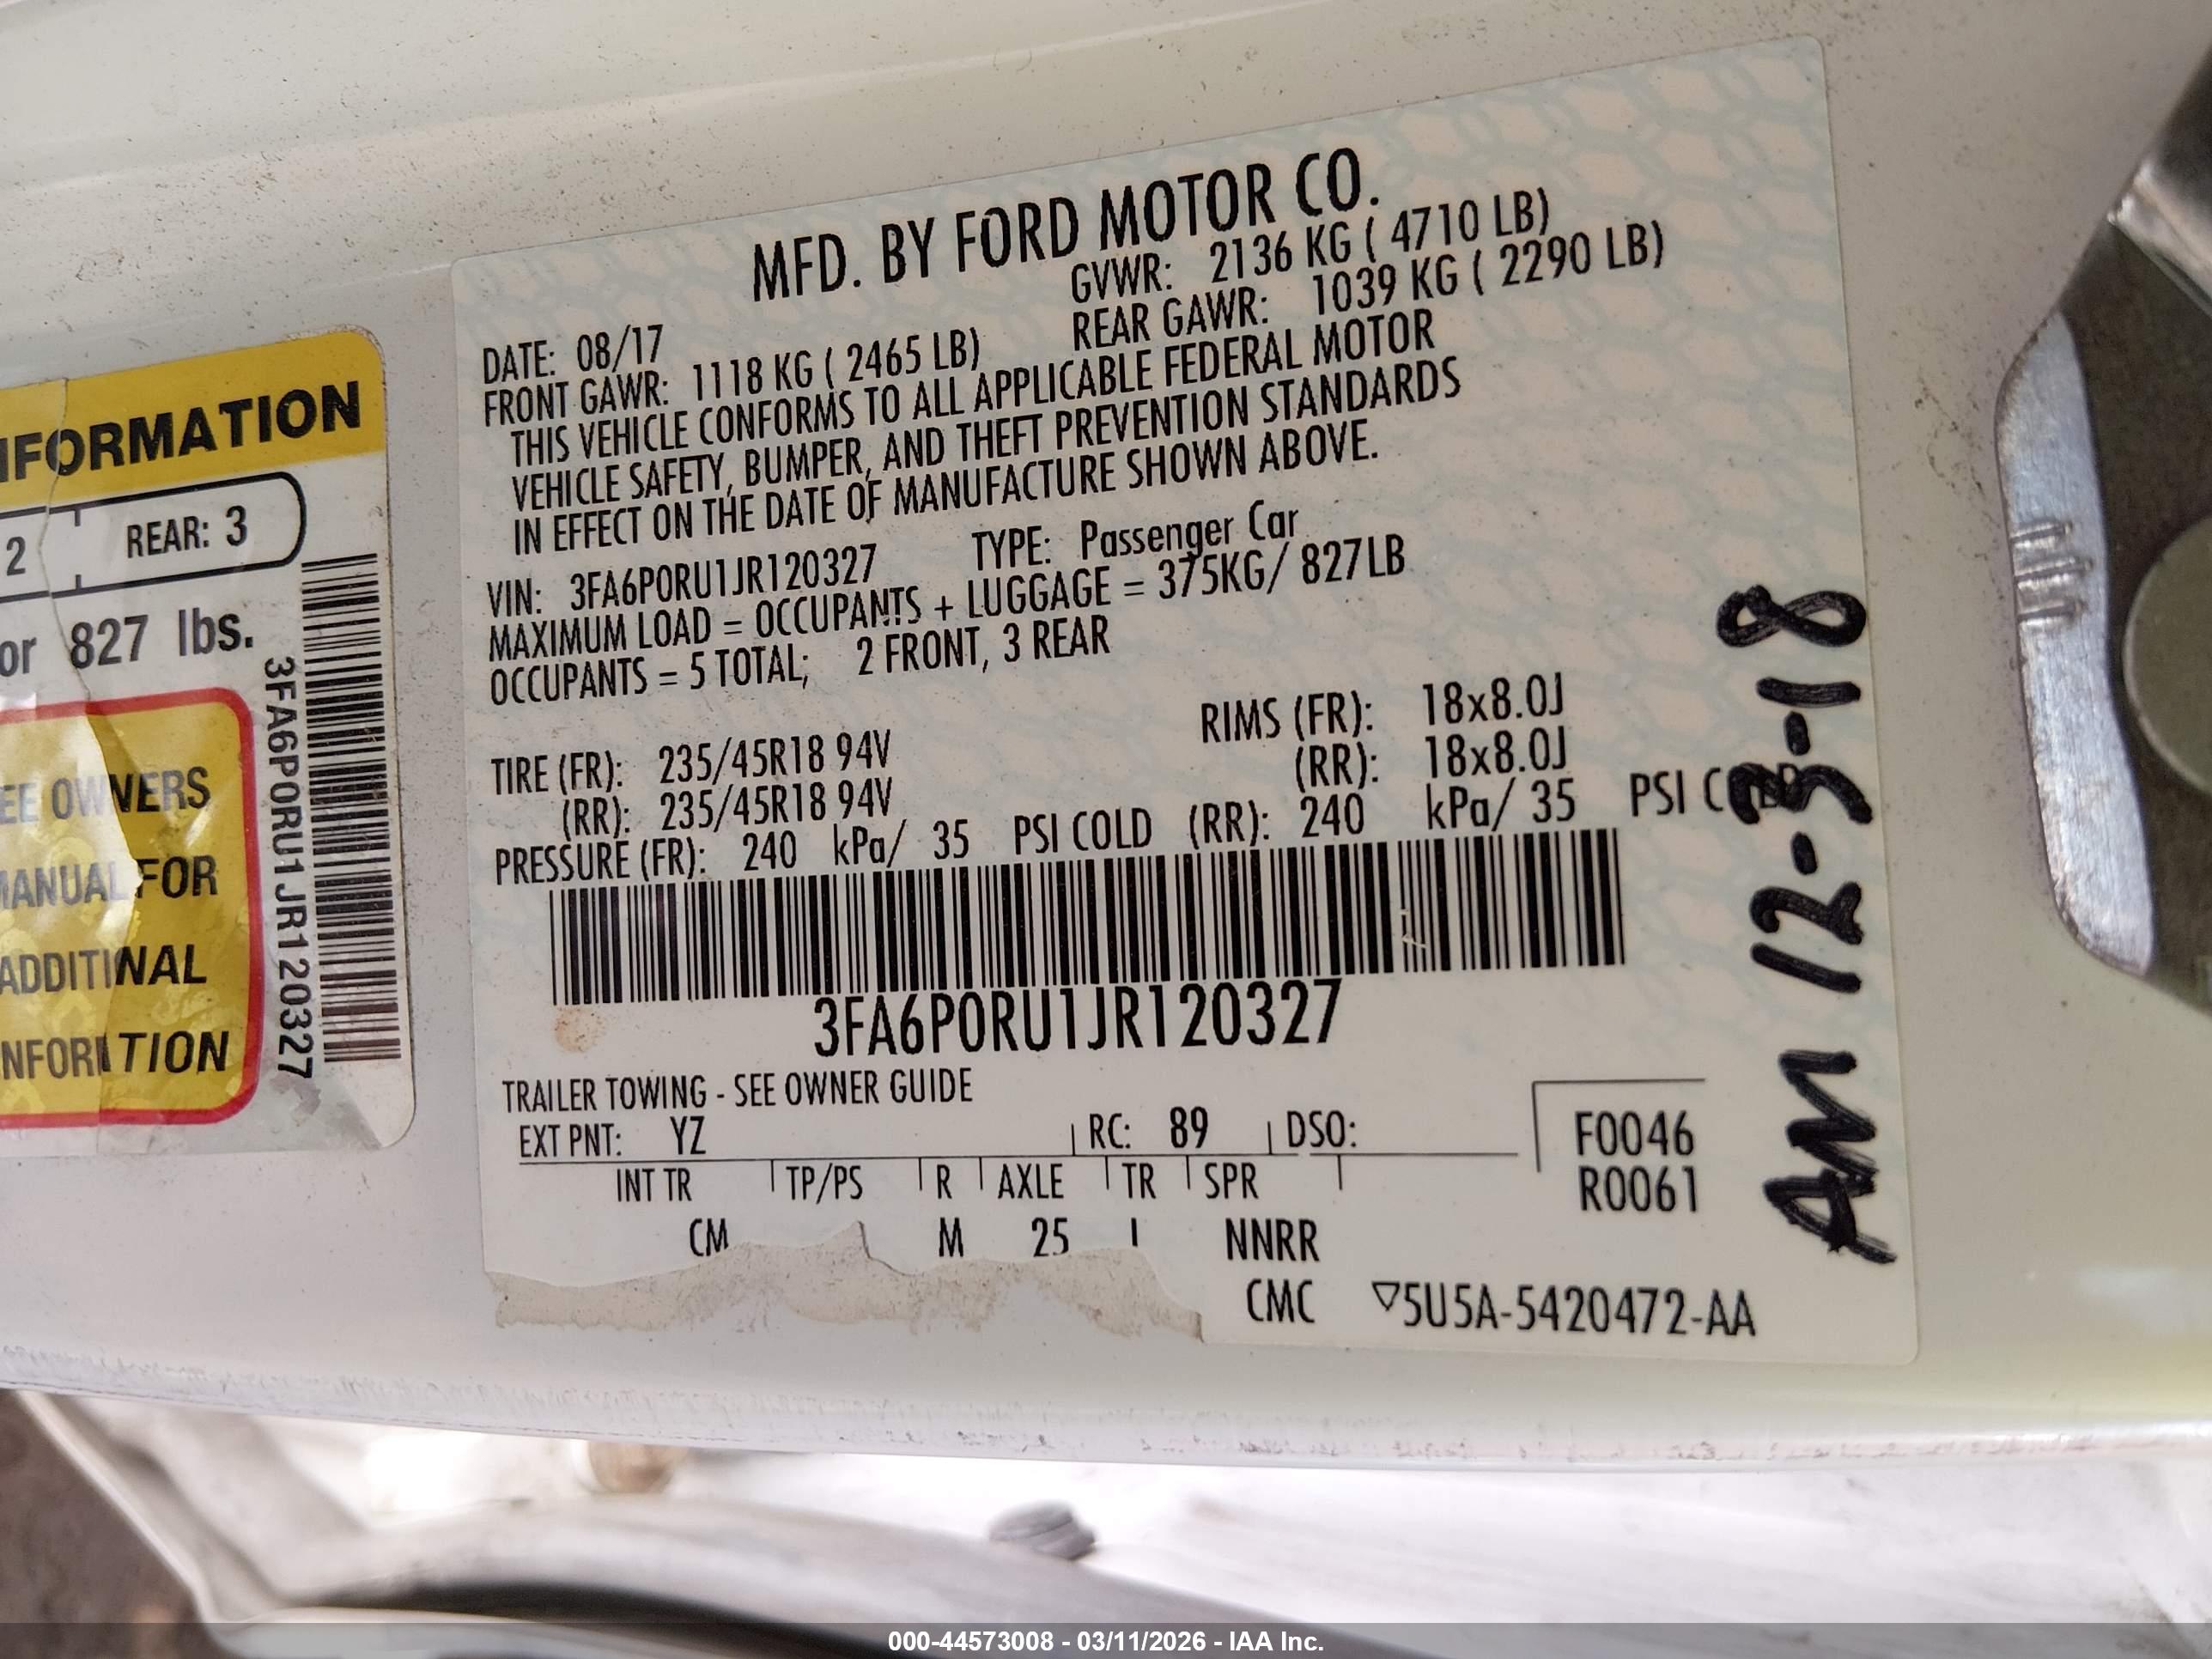 MFD. BY FORD MOTOR CO.
DATE: 08/17
GVWR: 2136 KG ( 4710 LB)
FRONT GAWR: 1118 KG ( 2465 LB)
REAR GAWR: 1039 KG ( 2290 LB)
THIS VEHICLE CONFORMS TO ALL APPLICABLE FEDERAL MOTOR
VEHICLE SAFETY, BUMPER, AND THEFT PREVENTION STANDARDS
IN EFFECT ON THE DATE OF MANUFACTURE SHOWN ABOVE.
VIN: 3FA6P0RU1JR120327 TYPE: Passenger Car
MAXIMUM LOAD = OCCUPANTS + LUGGAGE = 375KG/ 827LB
OCCUPANTS = 5 TOTAL; 2 FRONT, 3 REAR
TIRE (FR): 235/45R18 94V RIMS (FR): 18x8.0J
(RR): 235/45R18 94V (RR): 18x8.0J
PRESSURE (FR): 240 kPa/ 35 PSI COLD (RR): 240 kPa/ 35 PSI COLD
3FA6P0RU1JR120327
TRAILER TOWING - SEE OWNER GUIDE
EXT PNT: YZ RC: 89 DSO:
F0046
R0061
INT TR TP/PS R AXLE TR SPR
CM M 25 NNRR
CMC ▽5U5A-5420472-AA
AM 12-3-18
NFORMATION
2 REAR: 3
or 827 lbs.
EE OWNERS
MANUAL FOR
ADDITINAL
NFORTION
3FA6P0RU1JR120327
000-44573008 - 03/11/2026 - IAA Inc.